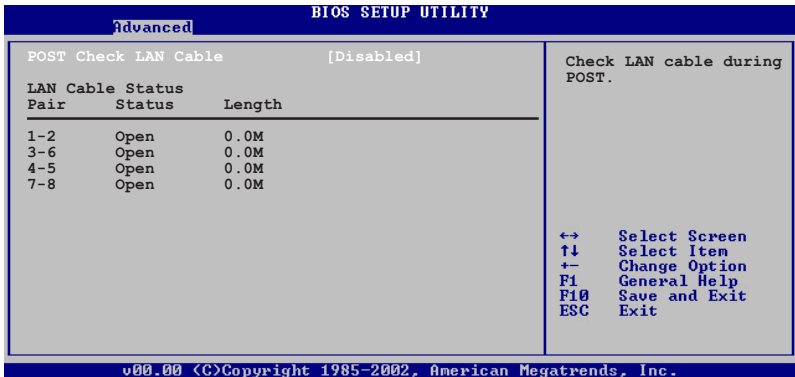 BIOS SETUP UTILITY
Advanced
POST Check LAN Cable [Disabled]
LAN Cable Status
Pair Status Length
1-2 Open 0.0M
3-6 Open 0.0M
4-5 Open 0.0M
7-8 Open 0.0M
Check LAN cable during
POST.
←→ Select Screen
↑↓ Select Item
+- Change Option
F1 General Help
F10 Save and Exit
ESC Exit
v00.00 (C)Copyright 1985-2002, American Megatrends, Inc.